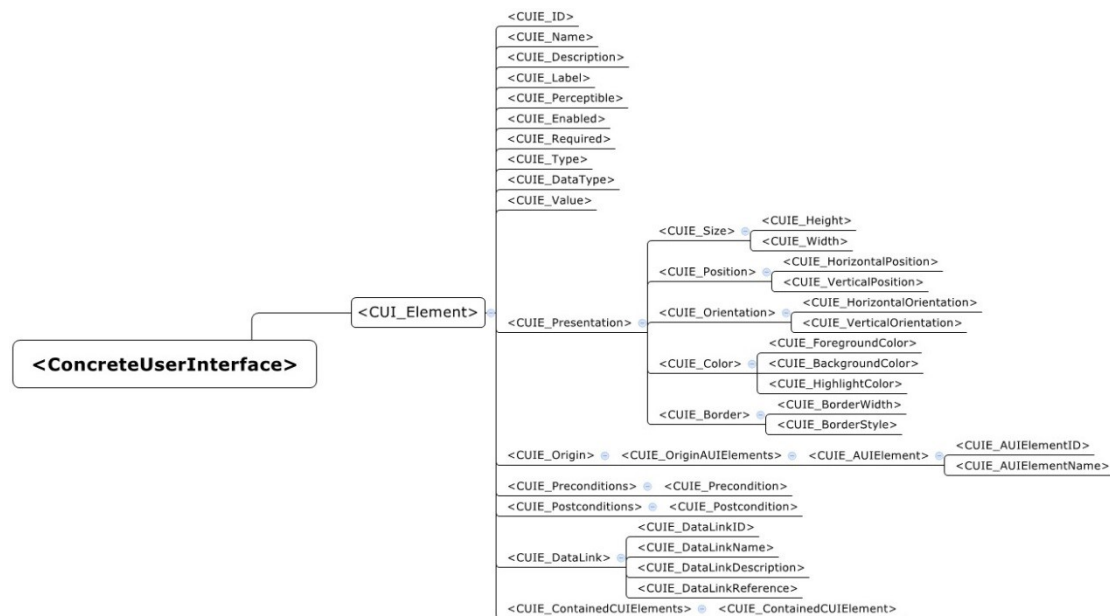 <CUIE_ID>
<CUIE_Name>
<CUIE_Description>
<CUIE_Label>
<CUIE_Perceptible>
<CUIE_Enabled>
<CUIE_Required>
<CUIE_Type>
<CUIE_DataType>
<CUIE_Value>
<CUIE_Height>
<CUIE_Size>
<CUIE_Width>
<CUIE_HorizontalPosition>
<CUIE_Position>
<CUIE_VerticalPosition>
<CUIE_HorizontalOrientation>
<CUI_Element>
<CUIE_Presentation>
<CUIE_Orientation>
<CUIE_VerticalOrientation>
<CUIE_ForegroundColor>
<ConcreteUserInterface>
<CUIE_Color>
<CUIE_BackgroundColor>
<CUIE_HighlightColor>
<CUIE_BorderWidth>
<CUIE_Border>
<CUIE_BorderStyle>
<CUIE_AUIElementID>
<CUIE_Origin> <CUIE_OriginAUIElements> <CUIE_AUIElement>
<CUIE_AUIElementName>
<CUIE_Preconditions> <CUIE_Precondition>
<CUIE_Postconditions> <CUIE_Postcondition>
<CUIE_DataLinkID>
<CUIE_DataLinkName>
<CUIE_DataLink>
<CUIE_DataLinkDescription>
<CUIE_DataLinkReference>
<CUIE_ContainedCUIElements> <CUIE_ContainedCUIElement>